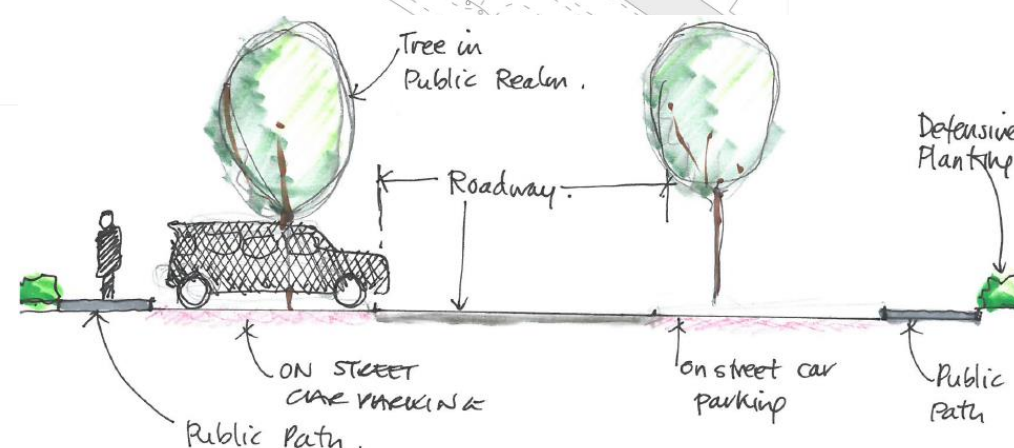 Tree in
Public Realm.
Defensive
Planting
Roadway.
ON STREET
CAR PARKING
on street car
parking
Public
Path
Public Path.